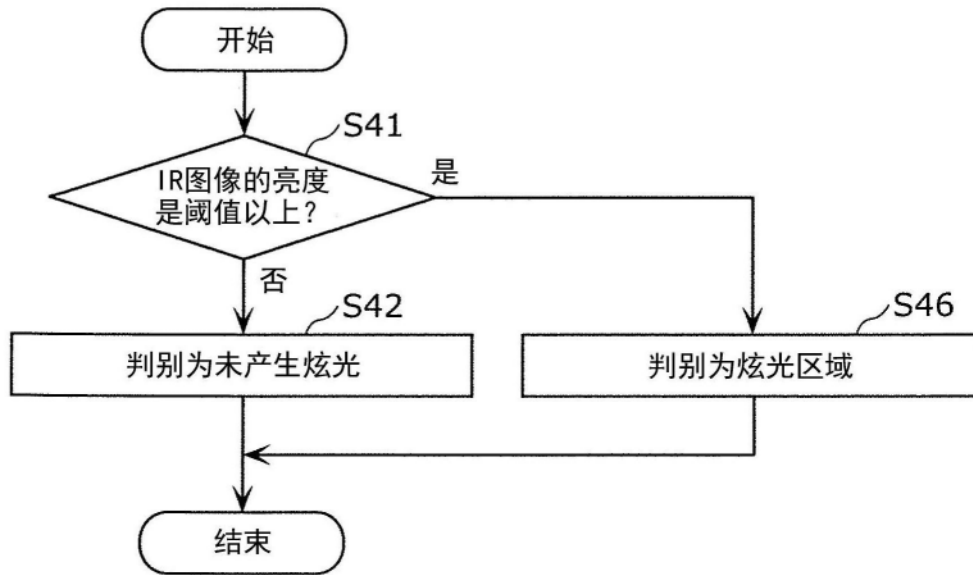 开始
S41
IR图像的亮度
是阈值以上?
是
否
S42
判别为未产生炫光
S46
判别为炫光区域
结束